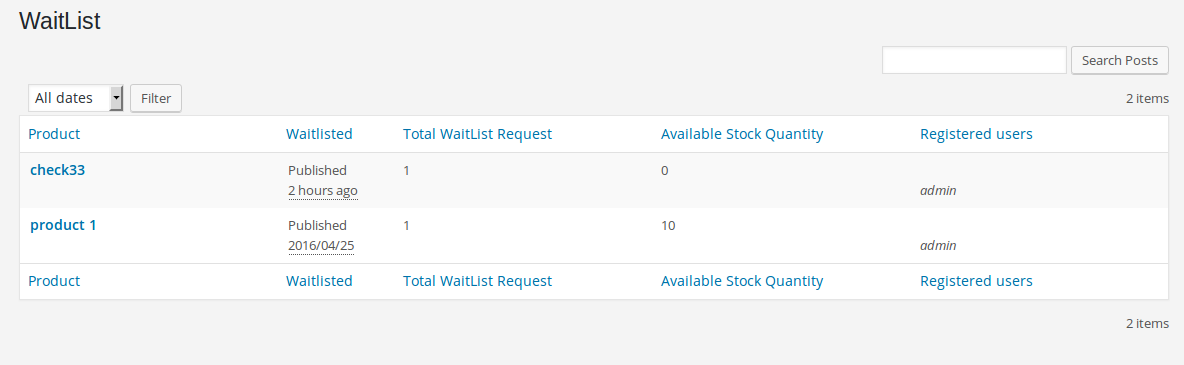 WaitList
Search Posts
All dates Filter 2 items
Product Waitlisted Total WaitList Request Available Stock Quantity Registered users
check33 Published 1 0
2 hours ago admin
product 1 Published 1 10
2016/04/25 admin
Product Waitlisted Total WaitList Request Available Stock Quantity Registered users
2 items